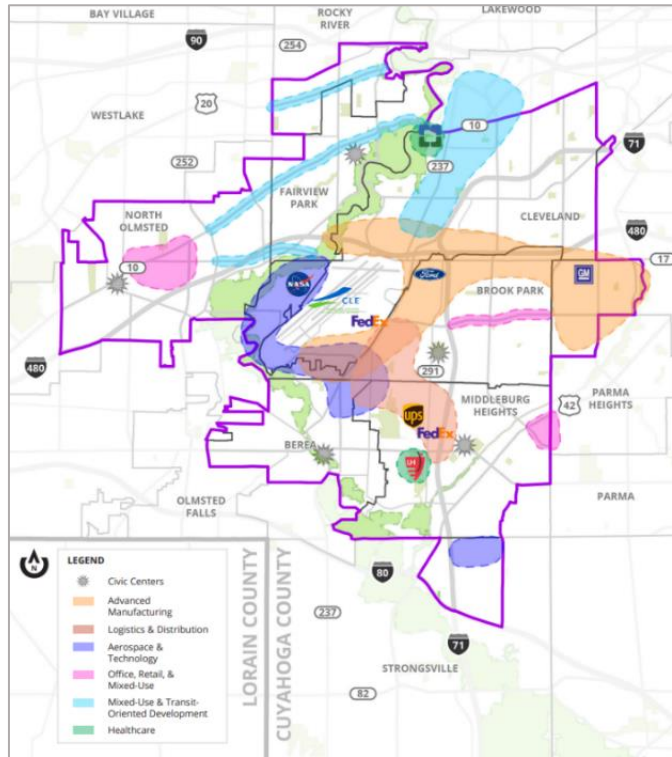 BAY VILLAGE
ROCKY
RIVER
LAKEWOOD
90
254
20
WESTLAKE
10
71
252
237
FAIRVIEW
PARK
NORTH
OLMSTED
CLEVELAND
480
10
NASA
CLE
Ford
GM
17
BROOK PARK
FedEx
480
291
MIDDLEBURG
HEIGHTS
42
PARMA
HEIGHTS
UPS
FedEx
BEREA
UH
OLMSTED
FALLS
PARMA
N
LEGEND
Civic Centers
Advanced
Manufacturing
Logistics & Distribution
Aerospace &
Technology
Office, Retail, &
Mixed-Use
Mixed-Use & Transit-
Oriented Development
Healthcare
LORAIN COUNTY
CUYAHOGA COUNTY
80
237
71
STRONGSVILLE
82